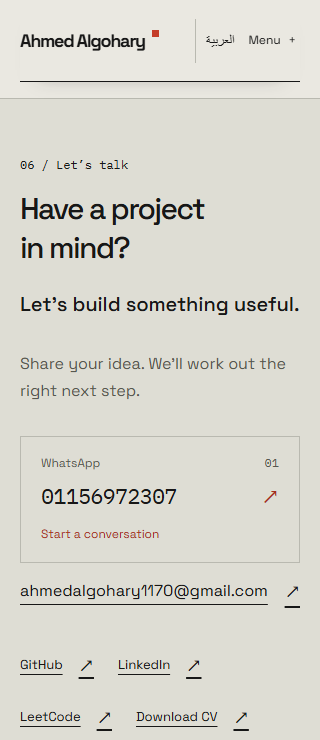 Ahmed Algohary
العربية
Menu +
06 / Let's talk
Have a project
in mind?
Let's build something useful.
Share your idea. We'll work out the
right next step.
WhatsApp 01
01156972307 ↗
Start a conversation
ahmedalgohary1170@gmail.com ↗
GitHub ↗ LinkedIn ↗
LeetCode ↗ Download CV ↗